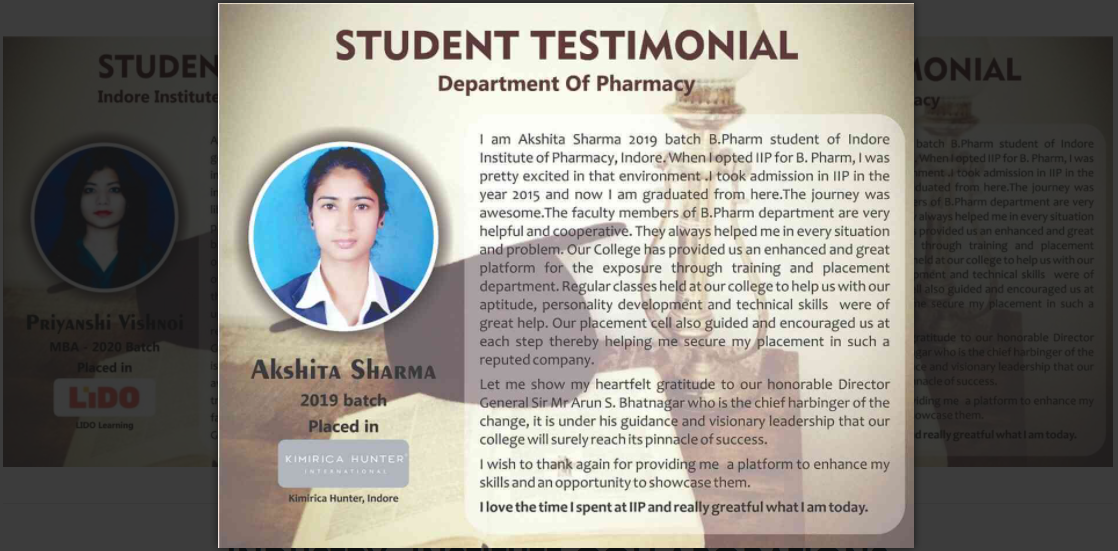 STUDENT TESTIMONIAL
Department Of Pharmacy
I am Akshita Sharma 2019 batch B.Pharm student of Indore
Institute of Pharmacy, Indore. When I opted IIP for B. Pharm, I was
pretty excited in that environment .I took admission in IIP in the
year 2015 and now I am graduated from here.The journey was
awesome.The faculty members of B.Pharm department are very
helpful and cooperative. They always helped me in every situation
and problem. Our College has provided us an enhanced and great
platform for the exposure through training and placement
department. Regular classes held at our college to help us with our
aptitude, personality development and technical skills were of
great help. Our placement cell also guided and encouraged us at
each step thereby helping me secure my placement in such a
reputed company.
Let me show my heartfelt gratitude to our honorable Director
General Sir Mr Arun S. Bhatnagar who is the chief harbinger of the
change, it is under his guidance and visionary leadership that our
college will surely reach its pinnacle of success.
I wish to thank again for providing me a platform to enhance my
skills and an opportunity to showcase them.
I love the time I spent at IIP and really greatful what I am today.
Akshita Sharma
2019 batch
Placed in
KIMIRICA HUNTER
INTERNATIONAL
Kimirica Hunter, Indore
STUDEN
Indore Institute
Priyanshi Vishnoi
MBA - 2020 Batch
Placed in
LIDO
LIDO Learning
MONIAL
acy
batch B.Pharm student of Indore
When I opted IIP for B. Pharm, I was
nment .I took admission in IIP in the
duated from here.The journey was
rs of B.Pharm department are very
always helped me in every situation
provided us an enhanced and great
through training and placement
held at our college to help us with our
pment and technical skills were of
ll also guided and encouraged us at
me secure my placement in such a
ratitude to our honorable Director
gar who is the chief harbinger of the
ce and visionary leadership that our
nnacle of success.
iding me a platform to enhance my
owcase them.
d really greatful what I am today.